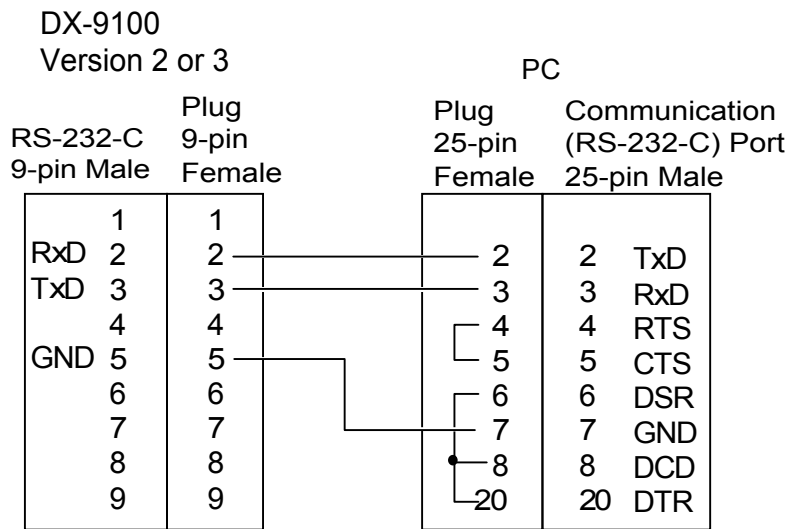 DX-9100
Version 2 or 3
RS-232-C
9-pin Male
Plug
9-pin
Female
1 1
RxD 2 2
TxD 3 3
4 4
GND 5 5
6 6
7 7
8 8
9 9
PC
Plug
25-pin
Female
Communication
(RS-232-C) Port
25-pin Male
2 2 TxD
3 3 RxD
4 4 RTS
5 5 CTS
6 6 DSR
7 7 GND
8 8 DCD
20 20 DTR